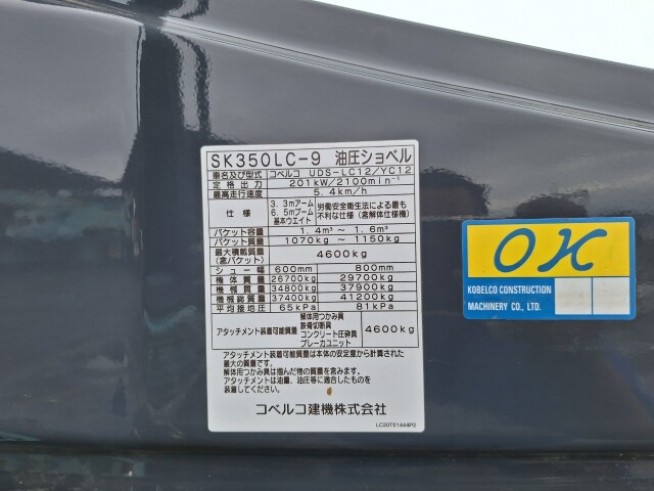 SK350LC-9 油圧ショベル
車名及び型式 コベルコ UDS-LC12/YC12
定格出力 201kW/2100min⁻¹
最高走行速度 5.4km/h
仕様 3.3mアーム 労働安全衛生法による最も
6.5mブーム 不利な仕様(含解体仕様機)
基本ウエイト
バケット容量 1.4m³ ~ 1.6m³
バケット質量 1070kg ~ 1150kg
最大積載質量 4600kg
(含バケット)
シュー幅 600mm 800mm
機体質量 26700kg 29700kg
機械質量 34800kg 37900kg
機械総質量 37400kg 41200kg
平均接地圧 65kPa 81kPa
アタッチメント装着可能質量 解体用つかみ具 4600kg
鉄骨切断具
コンクリート圧砕具
ブレーカユニット
アタッチメント装着可能質量は本体の安定度から計算された
最大の質量です。
解体用つかみ具は掴んだ物の質量を含みます。
アタッチメントは油量、油圧等に適合したものを
装着してください。
コベルコ建機株式会社
OK
KOBELCO CONSTRUCTION
MACHINERY CO., LTD.